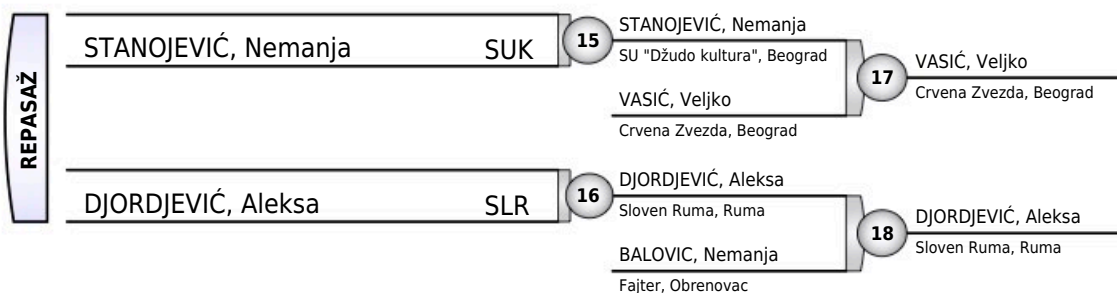 REPASAŽ
STANOJEVIĆ, Nemanja SUK
15
STANOJEVIĆ, Nemanja
SU "Džudo kultura", Beograd
VASIĆ, Veljko
Crvena Zvezda, Beograd
17
VASIĆ, Veljko
Crvena Zvezda, Beograd
DJORDJEVIĆ, Aleksa SLR
16
DJORDJEVIĆ, Aleksa
Sloven Ruma, Ruma
BALOVIC, Nemanja
Fajter, Obrenovac
18
DJORDJEVIĆ, Aleksa
Sloven Ruma, Ruma